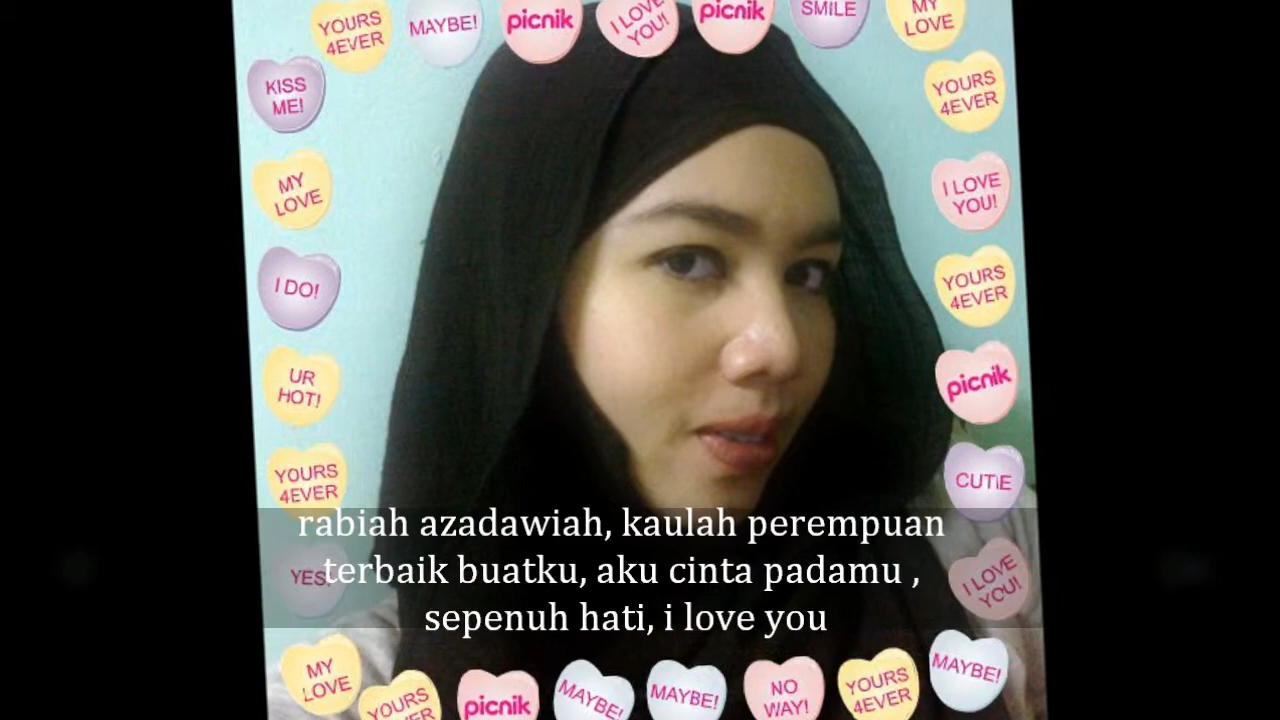 YOURS
4EVER
MAYBE!
picnik
I LOVE
YOU!
picnik
SMILE
MY
LOVE
KISS
ME!
YOURS
4EVER
MY
LOVE
I LOVE
YOU!
I DO!
YOURS
4EVER
UR
HOT!
picnik
YOURS
4EVER
CUTIE
rabiah azadawiah, kaulah perempuan
YES
terbaik buatku, aku cinta padamu ,
I LOVE
YOU!
sepenuh hati, i love you
MY
LOVE
YOURS
4EVER
picnik
MAYBE!
MAYBE!
NO
WAY!
YOURS
4EVER
MAYBE!